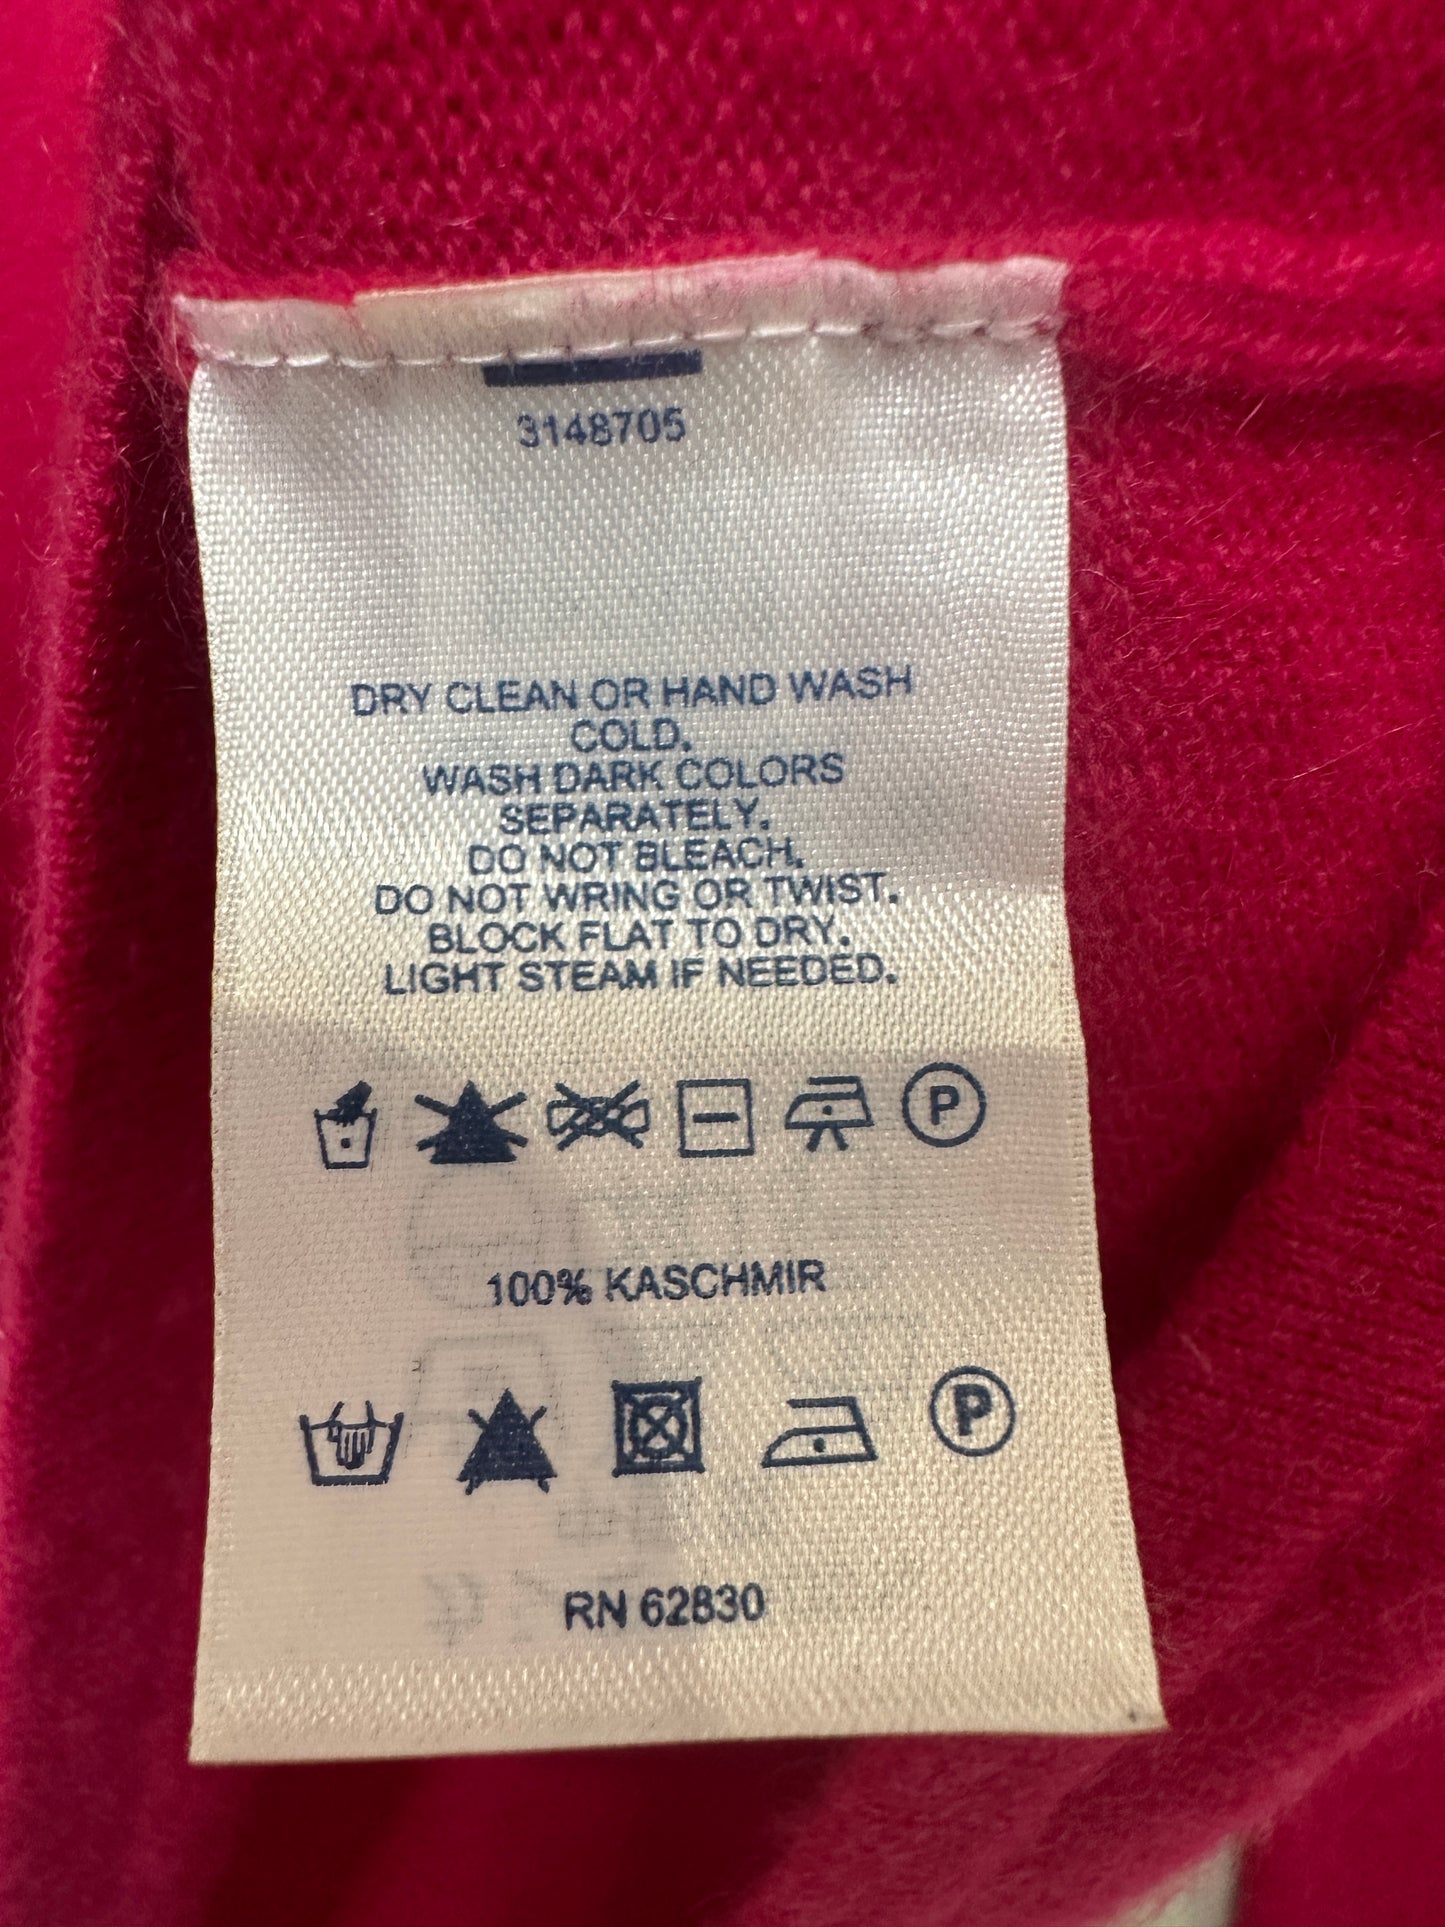 3148705
DRY CLEAN OR HAND WASH
COLD.
WASH DARK COLORS
SEPARATELY.
DO NOT BLEACH.
DO NOT WRING OR TWIST.
BLOCK FLAT TO DRY.
LIGHT STEAM IF NEEDED.
P
100% KASCHMIR
P
RN 62830